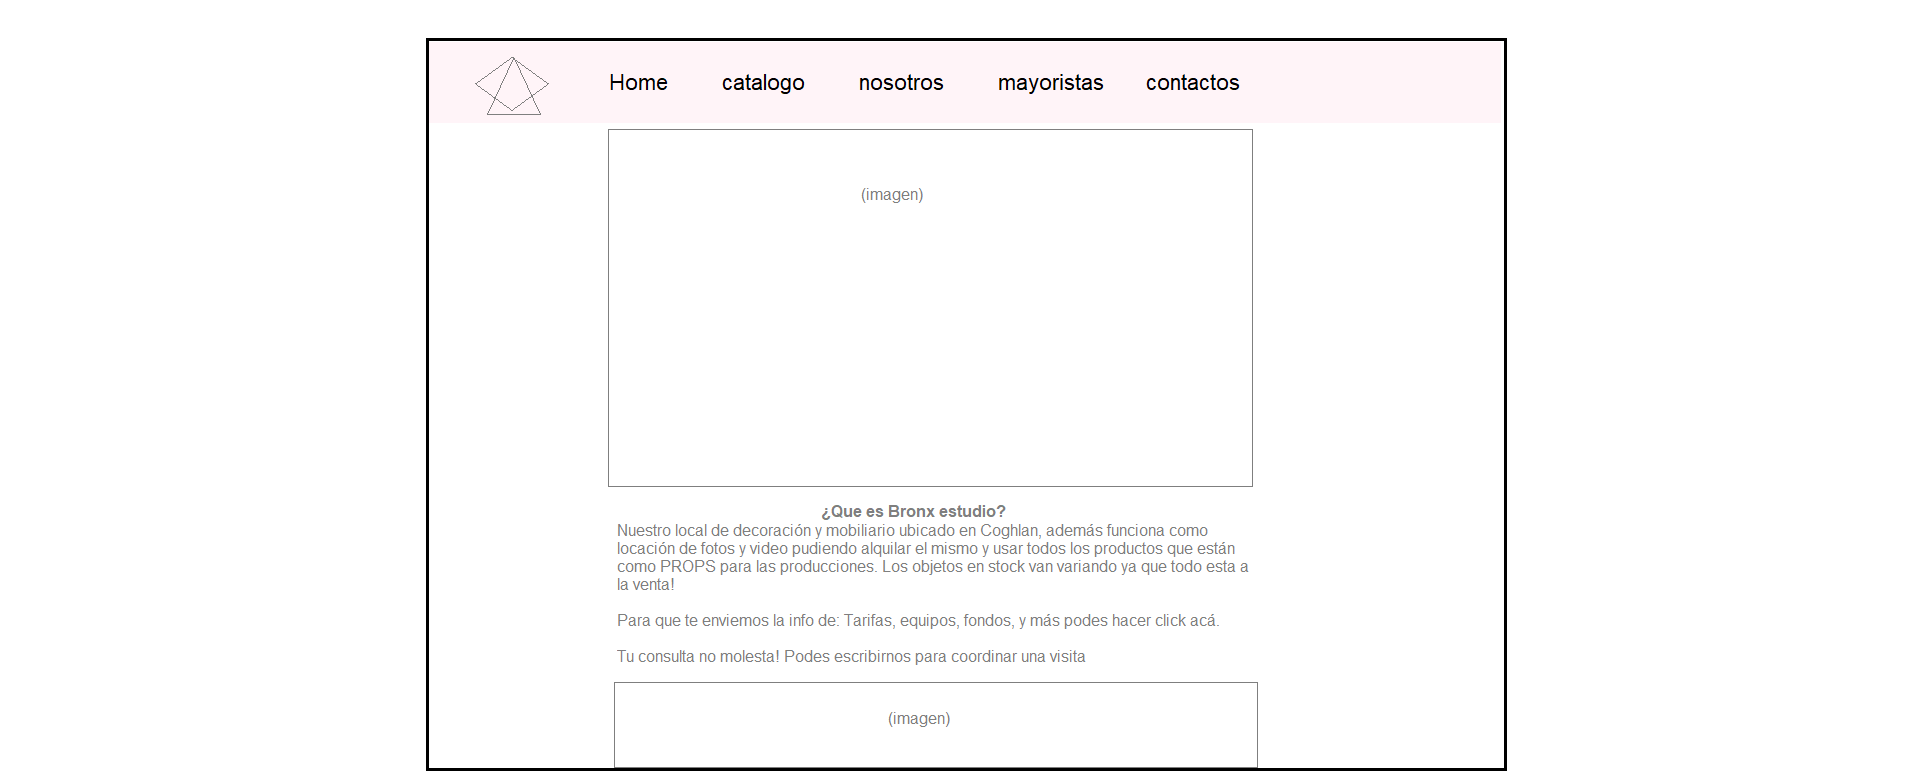 Home catalogo nosotros mayoristas contactos
(imagen)
¿Que es Bronx estudio?
Nuestro local de decoración y mobiliario ubicado en Coghlan, además funciona como
locación de fotos y video pudiendo alquilar el mismo y usar todos los productos que están
como PROPS para las producciones. Los objetos en stock van variando ya que todo esta a
la venta!
Para que te enviemos la info de: Tarifas, equipos, fondos, y más podes hacer click acá.
Tu consulta no molesta! Podes escribirnos para coordinar una visita
(imagen)